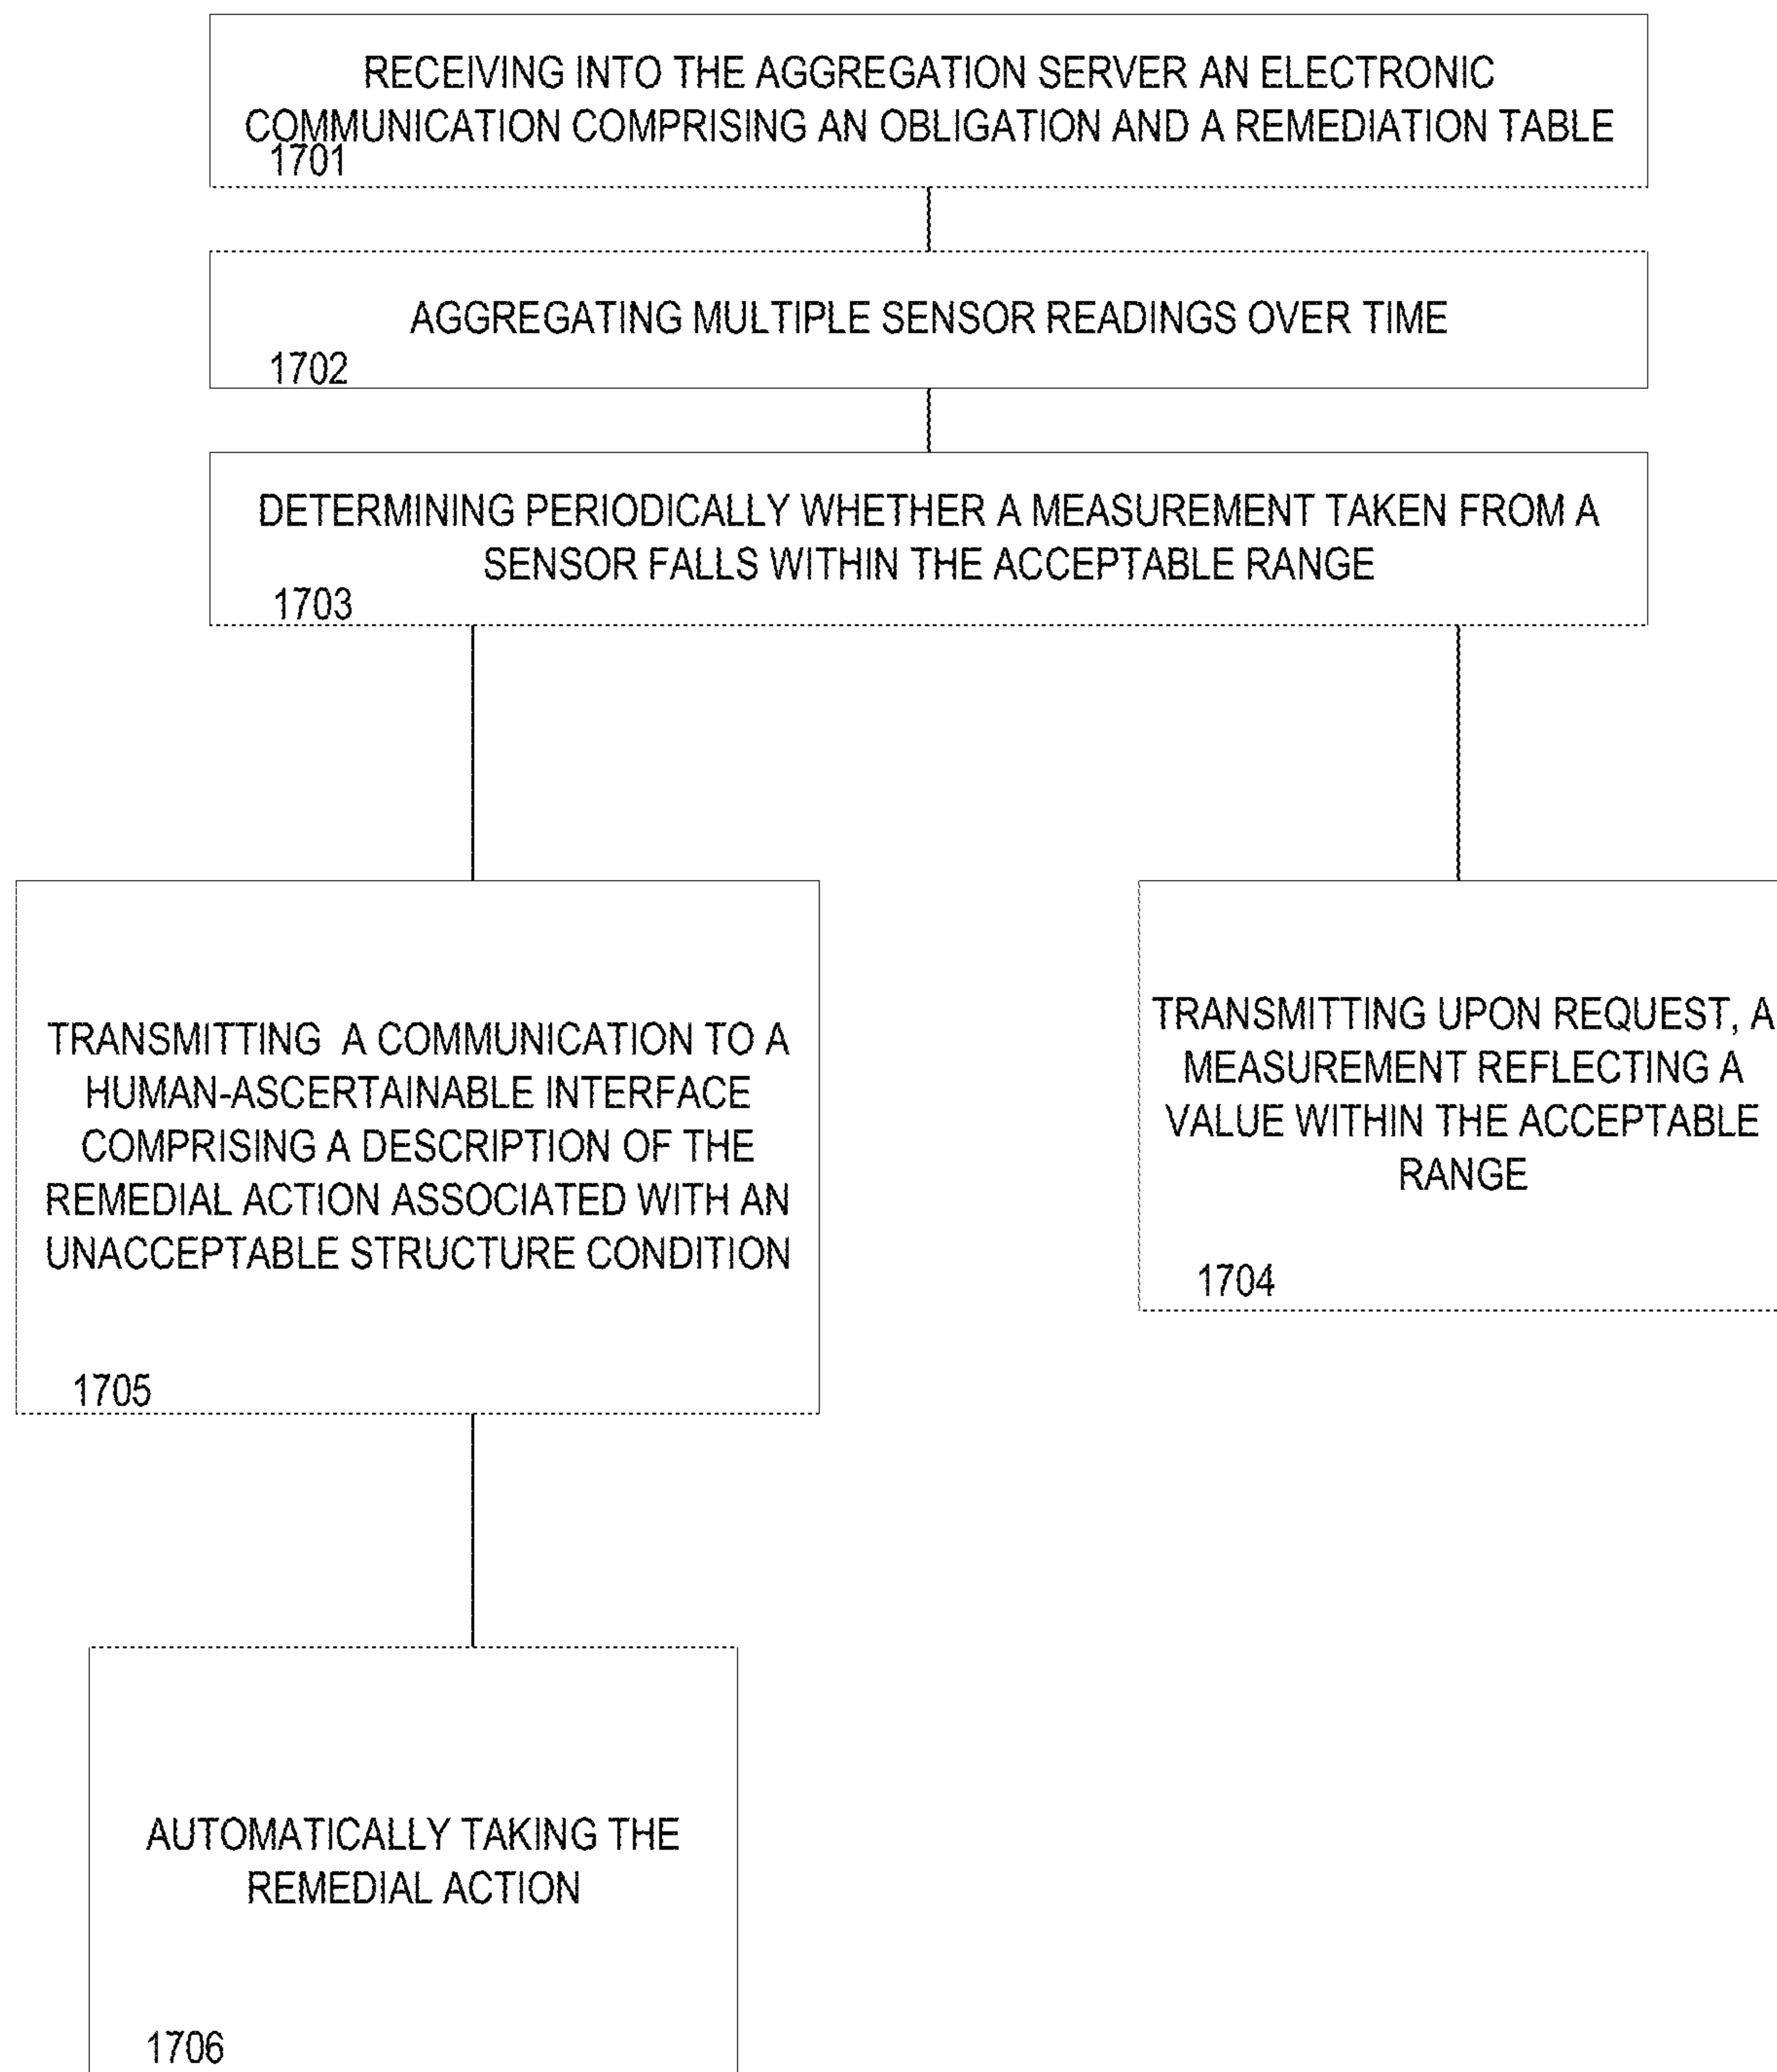 RECEIVING INTO THE AGGREGATION SERVER AN ELECTRONIC
COMMUNICATION COMPRISING AN OBLIGATION AND A REMEDIATION TABLE
1701
AGGREGATING MULTIPLE SENSOR READINGS OVER TIME
1702
DETERMINING PERIODICALLY WHETHER A MEASUREMENT TAKEN FROM A
SENSOR FALLS WITHIN THE ACCEPTABLE RANGE
1703
TRANSMITTING A COMMUNICATION TO A
HUMAN-ASCERTAINABLE INTERFACE
COMPRISING A DESCRIPTION OF THE
REMEDIAL ACTION ASSOCIATED WITH AN
UNACCEPTABLE STRUCTURE CONDITION
1705
TRANSMITTING UPON REQUEST, A
MEASUREMENT REFLECTING A
VALUE WITHIN THE ACCEPTABLE
RANGE
1704
AUTOMATICALLY TAKING THE
REMEDIAL ACTION
1706